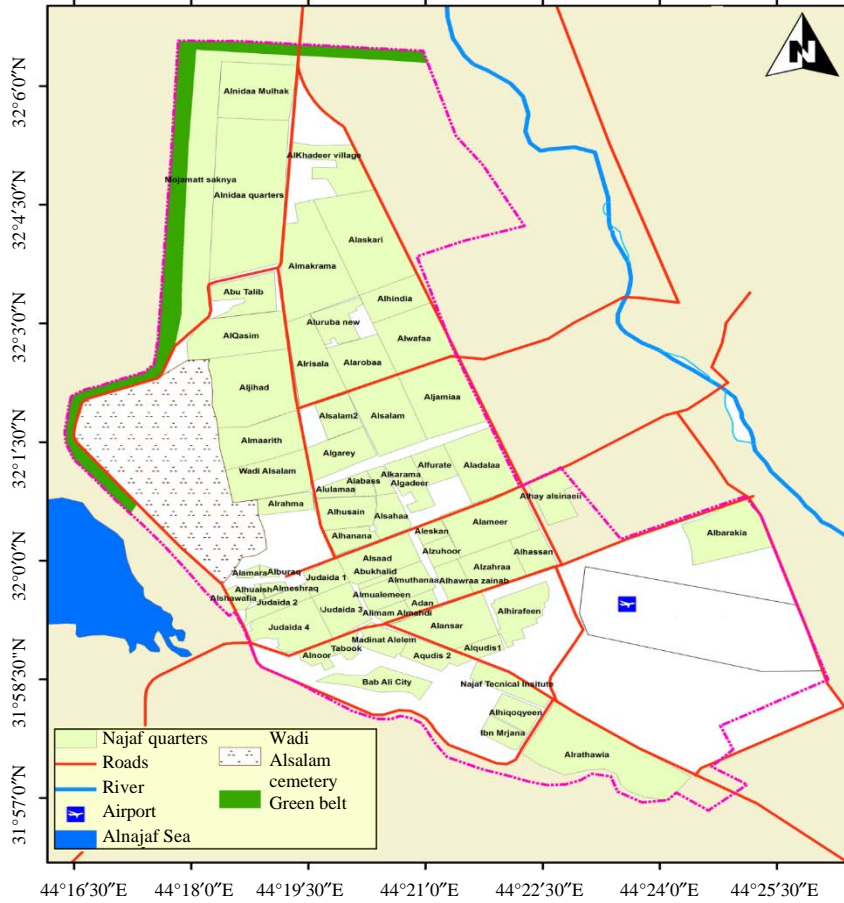 N
32°6′0″N
32°4′30″N
32°3′0″N
32°1′30″N
32°0′0″N
31°58′30″N
31°57′0″N
Alnidaa Mulhak
AlKhadeer village
Mojamatt saknya
Alnidaa quarters
Alaskari
Almakrama
Abu Talib
Alhindia
Aluruba new
AlQasim
Alwafaa
Alrisala
Alarobaa
Aljihad
Aljamiaa
Alsalam2
Alsalam
Almaarith
Algarey
Wadi Alsalam
Alfurate
Aladalaa
Alkarama
Alabass
Algadeer
Alulamaa
Alhay alsinaeii
Alrahma
Alhusain
Alsahaa
Alameer
Albarakia
Aleskan
Alhanana
Alzuhoor
Alhassan
Alsaad
Alzahraa
Abukhalid
Alamara
Alburaq
Judaida 1
Almuthanaa
Alhawraa zainab
Alhuaish
Almeshraq
Almualemeen
Alshawafia
Judaida 2
Adan
Judaida 3
Alimam Almahdi
Alhirafeen
Alansar
Judaida 4
Madinat Alelem
Tabook
Alqudis1
Alnoor
Aqudis 2
Bab Ali City
Najaf Tecnical Insitute
Alhiqoqyeen
Ibn Mrjana
Alrathawia
Najaf quarters
Roads
River
Airport
Alnajaf Sea
Wadi
Alsalam
cemetery
Green belt
44°16′30″E 44°18′0″E 44°19′30″E 44°21′0″E 44°22′30″E 44°24′0″E 44°25′30″E